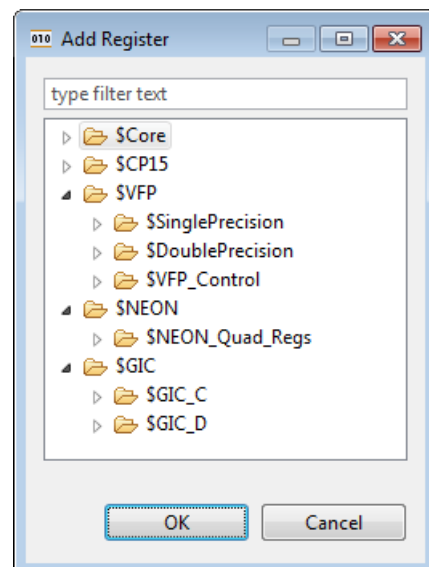 010 Add Register
type filter text
$Core
$CP15
$VFP
$SinglePrecision
$DoublePrecision
$VFP_Control
$NEON
$NEON_Quad_Regs
$GIC
$GIC_C
$GIC_D
OK Cancel